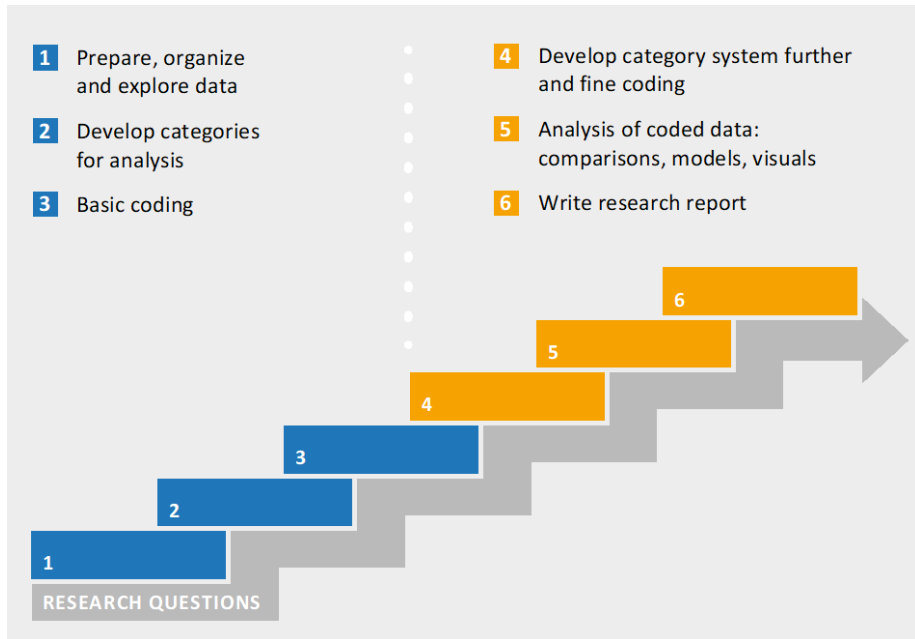 1 Prepare, organize
and explore data
2 Develop categories
for analysis
3 Basic coding
4 Develop category system further
and fine coding
5 Analysis of coded data:
comparisons, models, visuals
6 Write research report
6
5
4
3
2
1
RESEARCH QUESTIONS